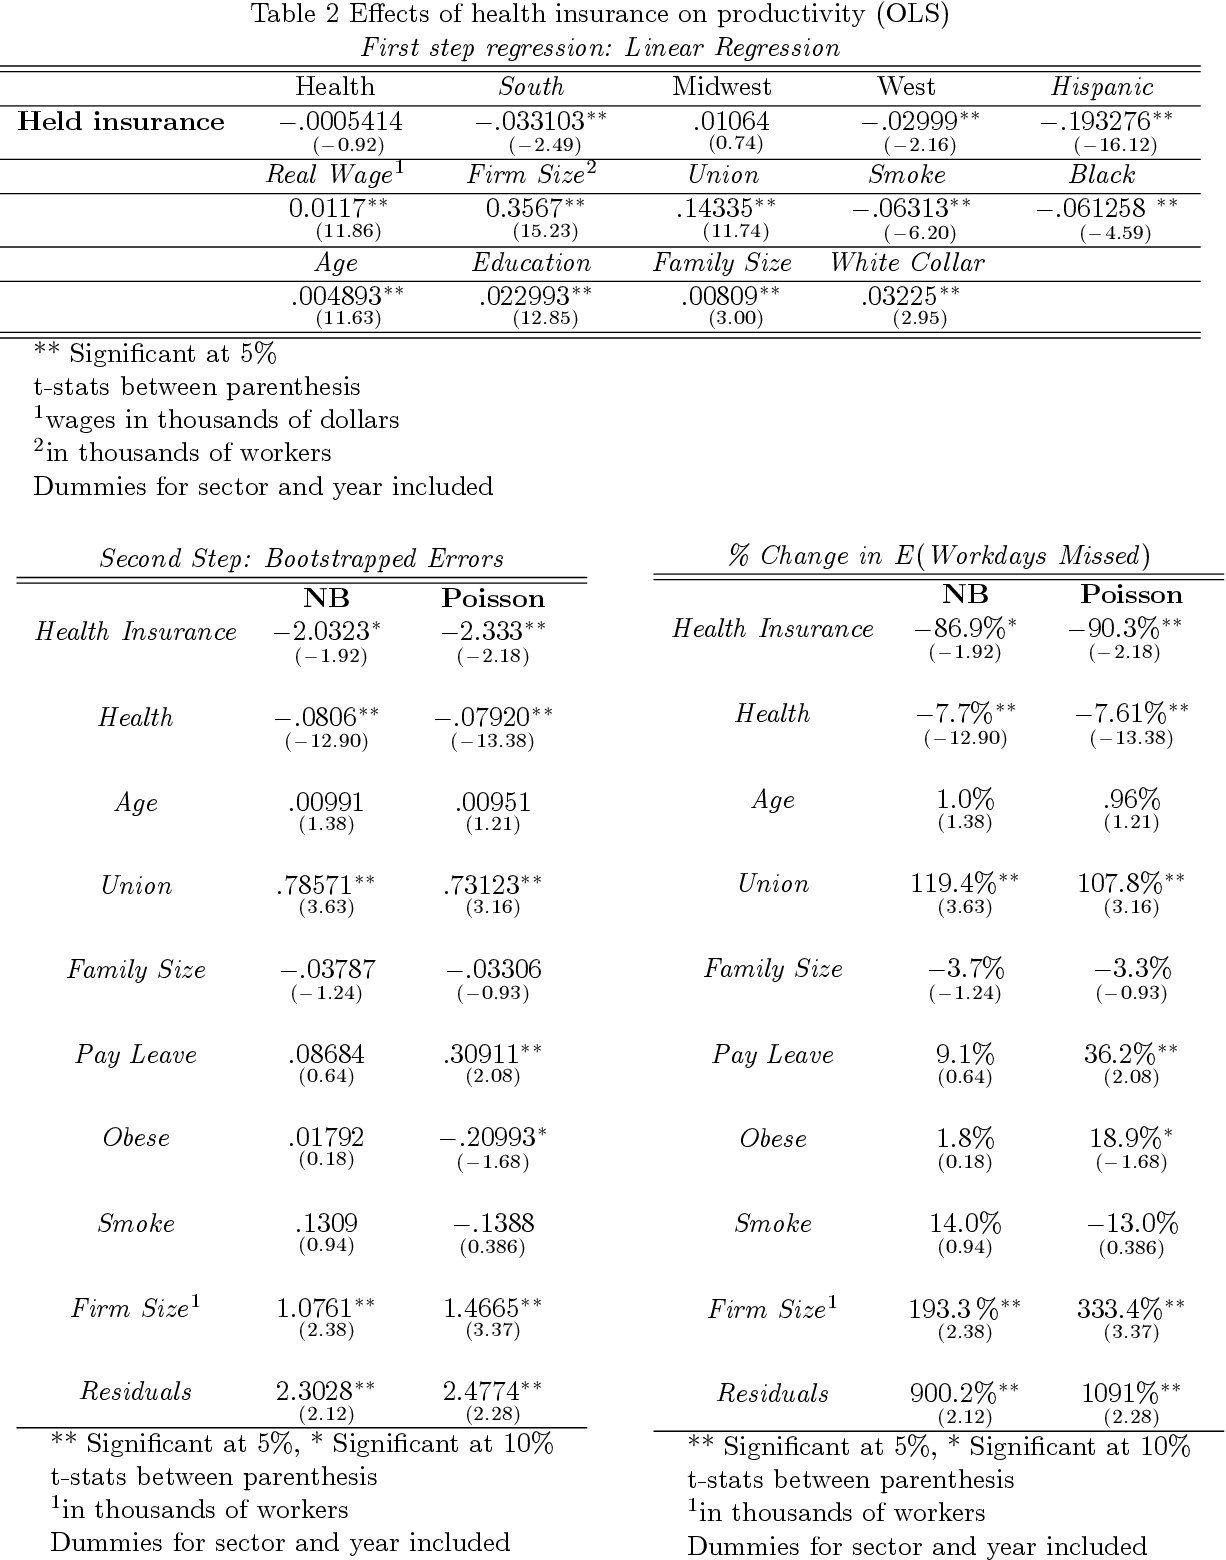 Table 2 Effects of health insurance on productivity (OLS)
First step regression: Linear Regression
Health South Midwest West Hispanic
Held insurance −.0005414 −.033103** .01064 −.02999** −.193276**
(−0.92) (−2.49) (0.74) (−2.16) (−16.12)
Real Wage¹ Firm Size² Union Smoke Black
0.0117** 0.3567** .14335** −.06313** −.061258 **
(11.86) (15.23) (11.74) (−6.20) (−4.59)
Age Education Family Size White Collar
.004893** .022993** .00809** .03225**
(11.63) (12.85) (3.00) (2.95)
** Significant at 5%
t-stats between parenthesis
¹wages in thousands of dollars
²in thousands of workers
Dummies for sector and year included
Second Step: Bootstrapped Errors
NB Poisson
Health Insurance −2.0323* −2.333**
(−1.92) (−2.18)
Health −.0806** −.07920**
(−12.90) (−13.38)
Age .00991 .00951
(1.38) (1.21)
Union .78571** .73123**
(3.63) (3.16)
Family Size −.03787 −.03306
(−1.24) (−0.93)
Pay Leave .08684 .30911**
(0.64) (2.08)
Obese .01792 −.20993*
(0.18) (−1.68)
Smoke .1309 −.1388
(0.94) (0.386)
Firm Size¹ 1.0761** 1.4665**
(2.38) (3.37)
Residuals 2.3028** 2.4774**
(2.12) (2.28)
** Significant at 5%, * Significant at 10%
t-stats between parenthesis
¹in thousands of workers
Dummies for sector and year included
% Change in E(Workdays Missed)
NB Poisson
Health Insurance −86.9%* −90.3%**
(−1.92) (−2.18)
Health −7.7%** −7.61%**
(−12.90) (−13.38)
Age 1.0% .96%
(1.38) (1.21)
Union 119.4%** 107.8%**
(3.63) (3.16)
Family Size −3.7% −3.3%
(−1.24) (−0.93)
Pay Leave 9.1% 36.2%**
(0.64) (2.08)
Obese 1.8% 18.9%*
(0.18) (−1.68)
Smoke 14.0% −13.0%
(0.94) (0.386)
Firm Size¹ 193.3%** 333.4%**
(2.38) (3.37)
Residuals 900.2%** 1091%**
(2.12) (2.28)
** Significant at 5%, * Significant at 10%
t-stats between parenthesis
¹in thousands of workers
Dummies for sector and year included